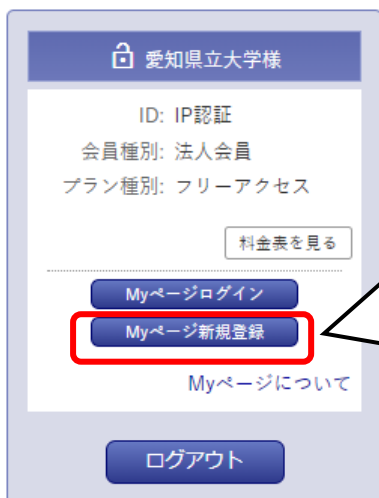 愛知県立大学様
ID: IP認証
会員種別: 法人会員
プラン種別: フリーアクセス
料金表を見る
Myページログイン
Myページ新規登録
Myページについて
ログアウト